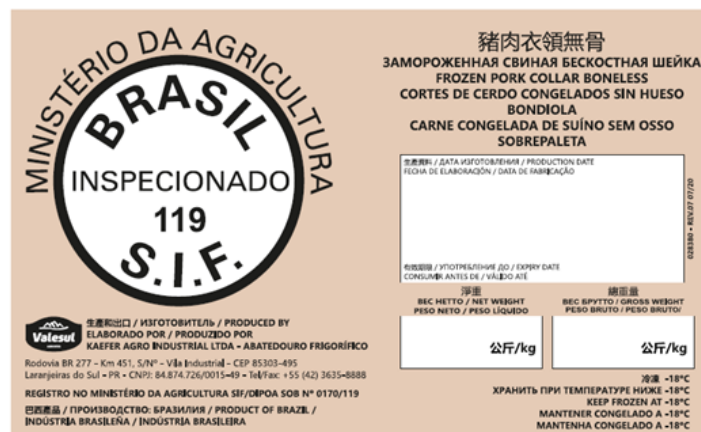 MINISTÉRIO DA AGRICULTURA
BRASIL
INSPECIONADO
119
S.I.F.
Valesul
生產和出口 / ИЗГОТОВИТЕЛЬ / PRODUCED BY
ELABORADO POR / PRODUZIDO POR
KAEFER AGRO INDUSTRIAL LTDA - ABATEDOURO FRIGORÍFICO
Rodovia BR 277 - Km 451, S/Nº - Vila Industrial - CEP 85303-495
Laranjeiras do Sul - PR - CNPJ: 84.874.726/0015-49 - Tel/Fax: +55 (42) 3635-8888
REGISTRO NO MINISTÉRIO DA AGRICULTURA SIF/DIPOA SOB Nº 0170/119
巴西產品 / ПРОИЗВОДСТВО: БРАЗИЛИЯ / PRODUCT OF BRAZIL /
INDÚSTRIA BRASILEÑA / INDÚSTRIA BRASILEIRA
豬肉衣領無骨
ЗАМОРОЖЕННАЯ СВИНАЯ БЕСКОСТНАЯ ШЕЙКА
FROZEN PORK COLLAR BONELESS
CORTES DE CERDO CONGELADOS SIN HUESO
BONDIOLA
CARNE CONGELADA DE SUÍNO SEM OSSO
SOBREPALETA
生產資料 / ДАТА ИЗГОТОВЛЕНИЯ / PRODUCTION DATE
FECHA DE ELABORACIÓN / DATA DE FABRICAÇÃO
有效期限 / УПОТРЕБЛЕНИЕ ДО / EXPIRY DATE
CONSUMIR ANTES DE / VÁLIDO ATÉ
028380 • REV.07 07/20
淨重
ВЕС НЕТТО / NET WEIGHT
PESO NETO / PESO LÍQUIDO
公斤/kg
總重量
ВЕС БРУТТО / GROSS WEIGHT
PESO BRUTO / PESO BRUTO/
公斤/kg
冷凍 -18°C
ХРАНИТЬ ПРИ ТЕМПЕРАТУРЕ НИЖЕ -18°C
KEEP FROZEN AT -18°C
MANTENER CONGELADO A -18°C
MANTENHA CONGELADO A -18°C